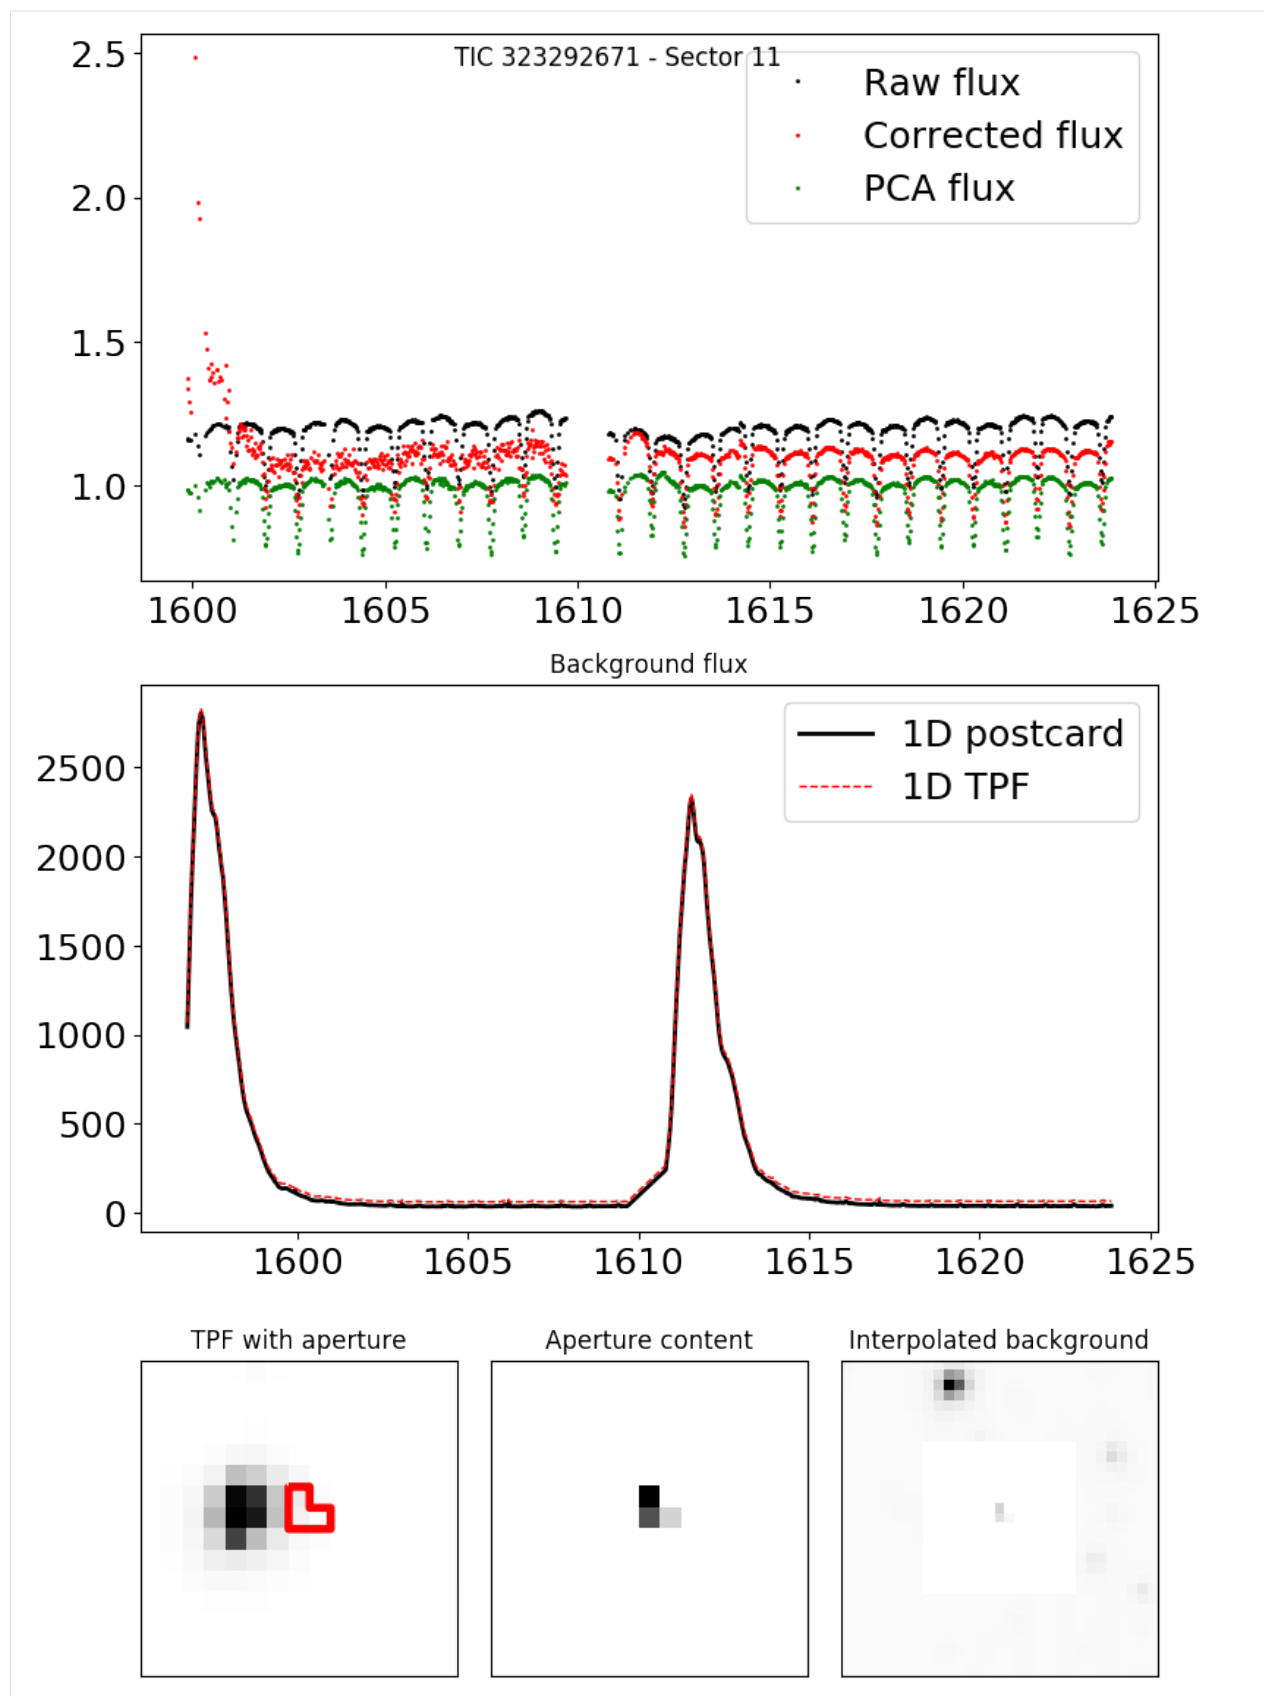 TIC 323292671 - Sector 11
Raw flux
Corrected flux
PCA flux
2.5
2.0
1.5
1.0
1600 1605 1610 1615 1620 1625
Background flux
1D postcard
1D TPF
2500
2000
1500
1000
500
0
1600 1605 1610 1615 1620 1625
TPF with aperture Aperture content Interpolated background